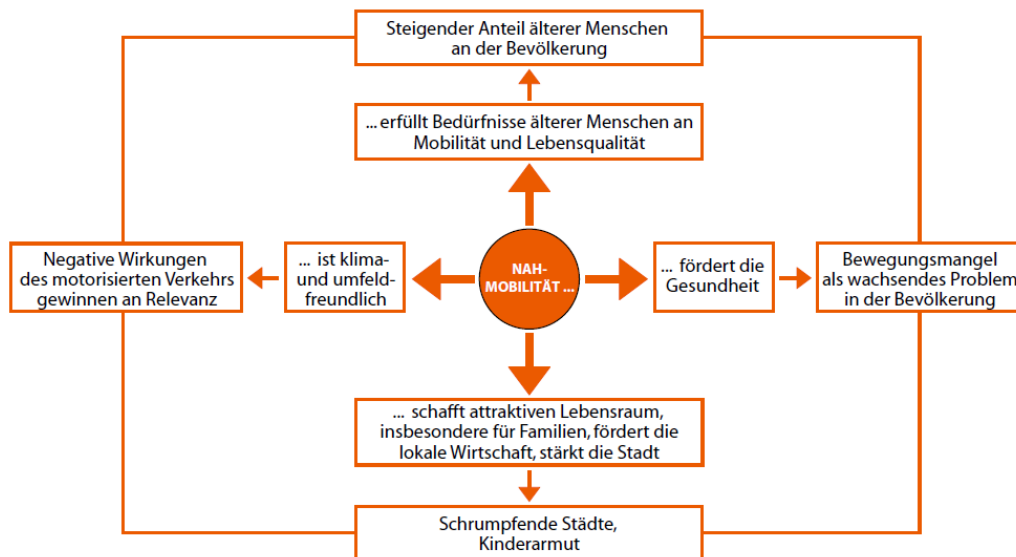 Steigender Anteil älterer Menschen
an der Bevölkerung
... erfüllt Bedürfnisse älterer Menschen an
Mobilität und Lebensqualität
Negative Wirkungen
des motorisierten Verkehrs
gewinnen an Relevanz
... ist klima-
und umfeld-
freundlich
NAH-
MOBILITÄT ...
... fördert die
Gesundheit
Bewegungsmangel
als wachsendes Problem
in der Bevölkerung
... schafft attraktiven Lebensraum,
insbesondere für Familien, fördert die
lokale Wirtschaft, stärkt die Stadt
Schrumpfende Städte,
Kinderarmut